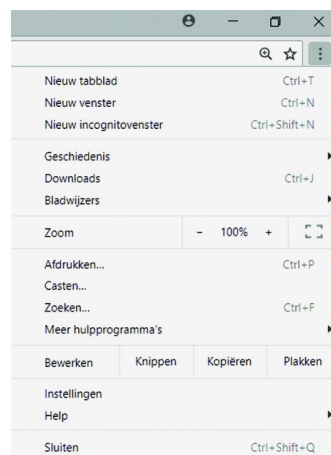 Nieuw tabblad Ctrl+T
Nieuw venster Ctrl+N
Nieuw incognitovenster Ctrl+Shift+N
Geschiedenis
Downloads Ctrl+J
Bladwijzers
Zoom - 100% +
Afdrukken... Ctrl+P
Casten...
Zoeken... Ctrl+F
Meer hulpprogramma's
Bewerken Knippen Kopiëren Plakken
Instellingen
Help
Sluiten Ctrl+Shift+Q